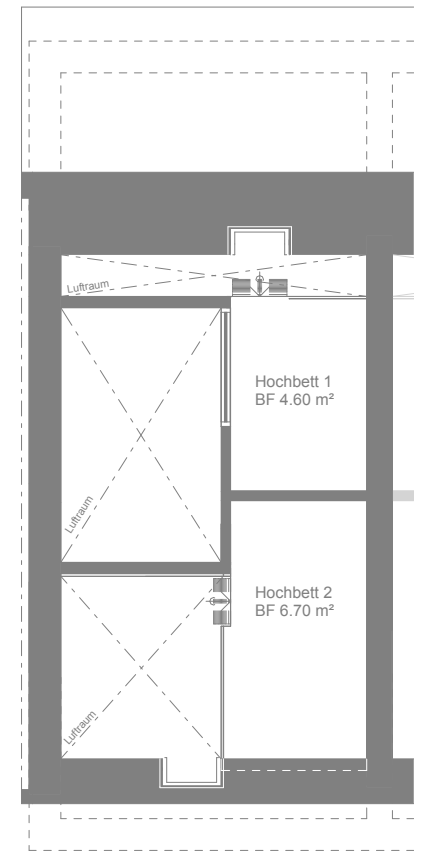 Luftraum
Hochbett 1
BF 4.60 m²
Luftraum
Hochbett 2
BF 6.70 m²
Luftraum